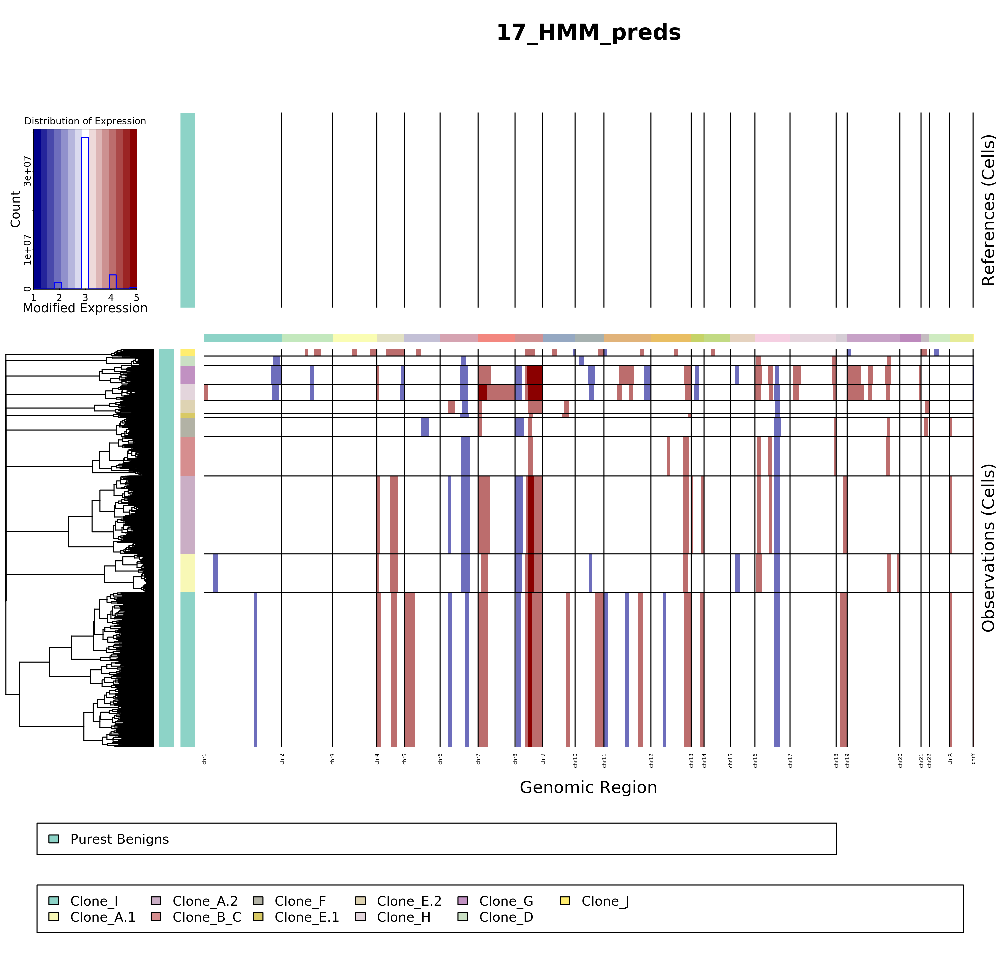 17_HMM_preds
Distribution of Expression
Count
0
1e+07
3e+07
1 2 3 4 5
Modified Expression
References (Cells)
Observations (Cells)
chr1 chr2 chr3 chr4 chr5 chr6 chr7 chr8 chr9 chr10 chr11 chr12 chr13 chr14 chr15 chr16 chr17 chr18 chr19 chr20 chr21 chr22 chrX chrY
Genomic Region
Purest Benigns
Clone_I Clone_A.2 Clone_F Clone_E.2 Clone_G Clone_J
Clone_A.1 Clone_B_C Clone_E.1 Clone_H Clone_D